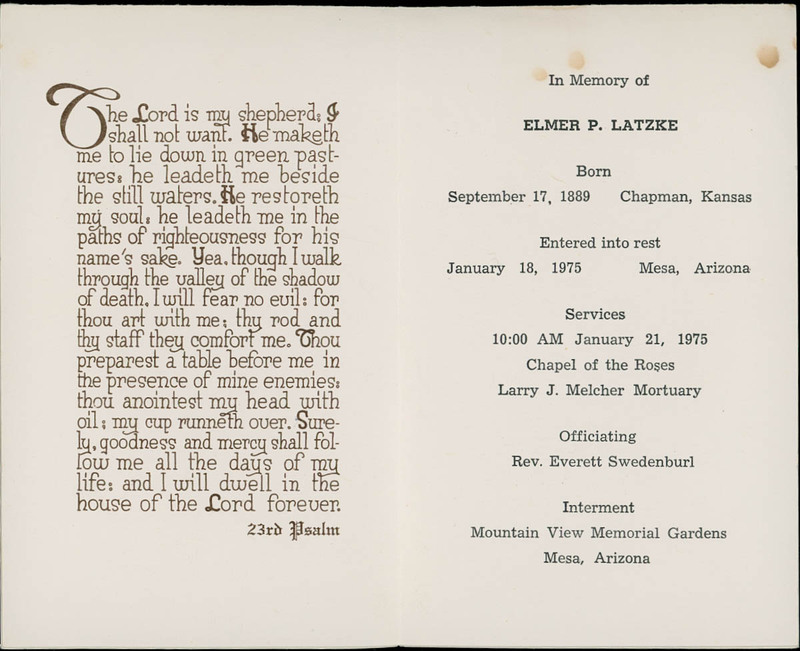 The Lord is my shepherd; I
shall not want. He maketh
me to lie down in green past-
ures: he leadeth me beside
the still waters. He restoreth
my soul: he leadeth me in the
paths of righteousness for his
name's sake. Yea, though I walk
through the valley of the shadow
of death, I will fear no evil: for
thou art with me; thy rod and
thy staff they comfort me. Thou
preparest a table before me in
the presence of mine enemies:
thou anointest my head with
oil; my cup runneth over. Sure-
ly, goodness and mercy shall fol-
low me all the days of my
life: and I will dwell in the
house of the Lord forever.
23rd Psalm
In Memory of
ELMER P. LATZKE
Born
September 17, 1889 Chapman, Kansas
Entered into rest
January 18, 1975 Mesa, Arizona
Services
10:00 AM January 21, 1975
Chapel of the Roses
Larry J. Melcher Mortuary
Officiating
Rev. Everett Swedenburl
Interment
Mountain View Memorial Gardens
Mesa, Arizona